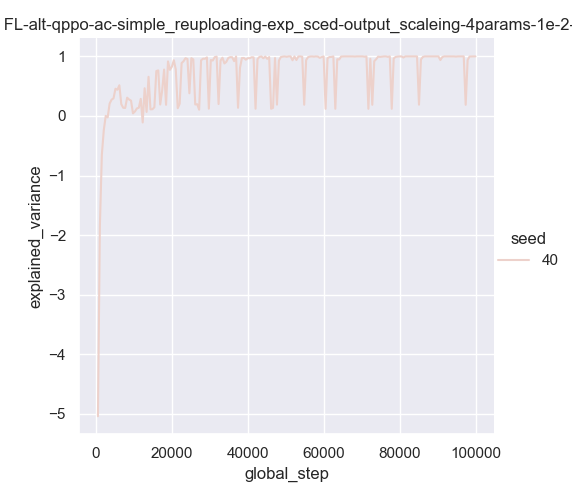 FL-alt-qppo-ac-simple_reuploading-exp_sced-output_scaleing-4params-1e-2-
1
0
−1
−2
−3
−4
−5
explained_variance
0 20000 40000 60000 80000 100000
global_step
seed
40